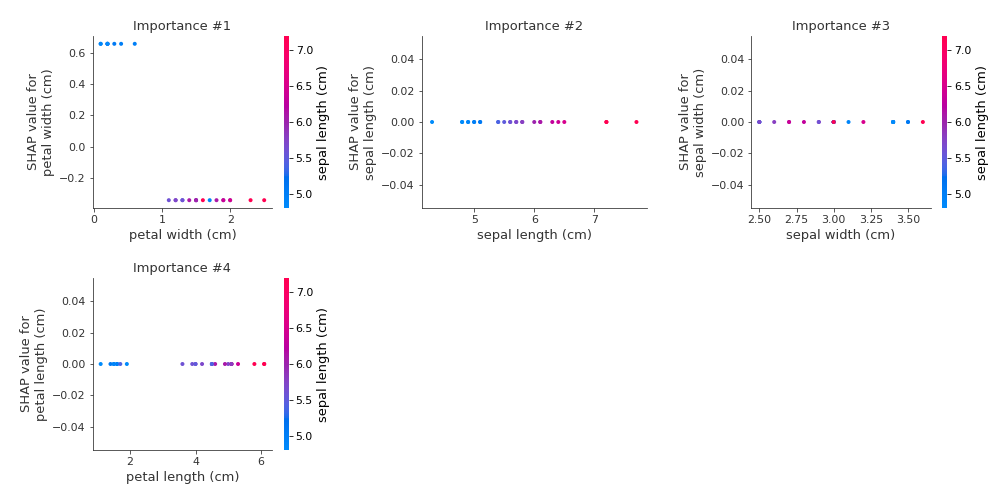 Importance #1
SHAP value for
petal width (cm)
0.6
0.4
0.2
0.0
−0.2
0
1
2
petal width (cm)
7.0
6.5
6.0
5.5
5.0
sepal length (cm)
Importance #2
SHAP value for
sepal length (cm)
0.04
0.02
0.00
−0.02
−0.04
5
6
7
sepal length (cm)
Importance #3
SHAP value for
sepal width (cm)
0.04
0.02
0.00
−0.02
−0.04
2.50
2.75
3.00
3.25
3.50
sepal width (cm)
7.0
6.5
6.0
5.5
5.0
sepal length (cm)
Importance #4
SHAP value for
petal length (cm)
0.04
0.02
0.00
−0.02
−0.04
2
4
6
petal length (cm)
7.0
6.5
6.0
5.5
5.0
sepal length (cm)